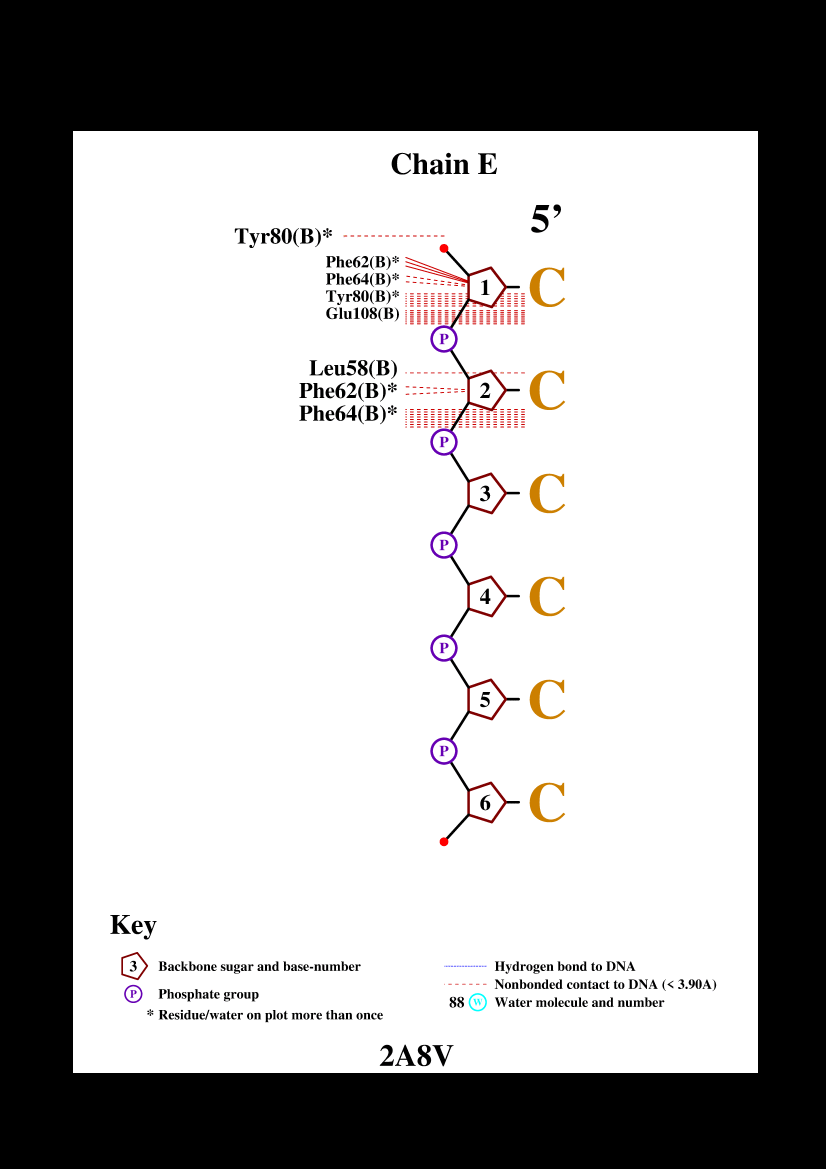 Chain E
5’
Tyr80(B)*
Phe62(B)*
Phe64(B)*
Tyr80(B)*
Glu108(B)
1 C
P
Leu58(B)
Phe62(B)*
Phe64(B)*
2 C
P
3 C
P
4 C
P
5 C
P
6 C
Key
3 Backbone sugar and base-number
P Phosphate group
* Residue/water on plot more than once
Hydrogen bond to DNA
Nonbonded contact to DNA (< 3.90A)
88 W Water molecule and number
2A8V